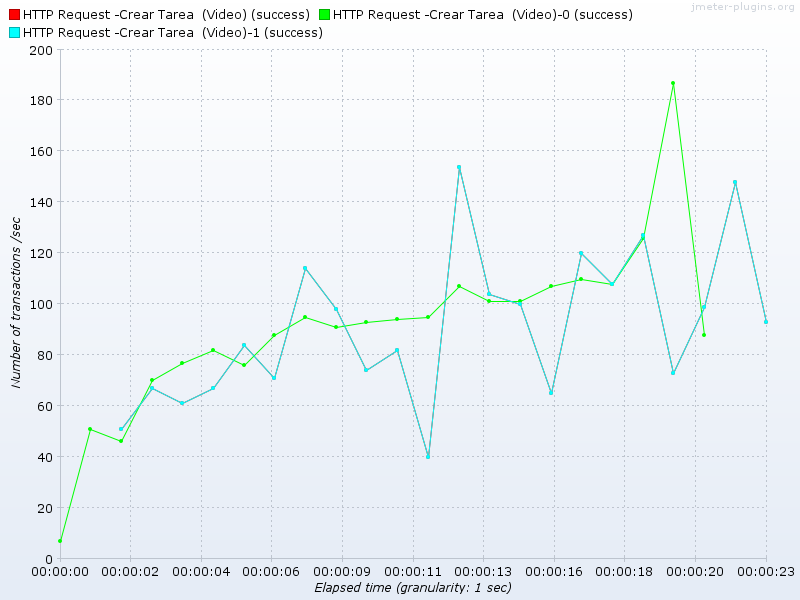 jmeter-plugins.org
HTTP Request -Crear Tarea  (Video) (success) HTTP Request -Crear Tarea  (Video)-0 (success)
HTTP Request -Crear Tarea  (Video)-1 (success)
200
180
160
140
120
100
80
60
40
20
0
Number of transactions /sec
00:00:00 00:00:02 00:00:04 00:00:06 00:00:09 00:00:11 00:00:13 00:00:16 00:00:18 00:00:20 00:00:23
Elapsed time (granularity: 1 sec)